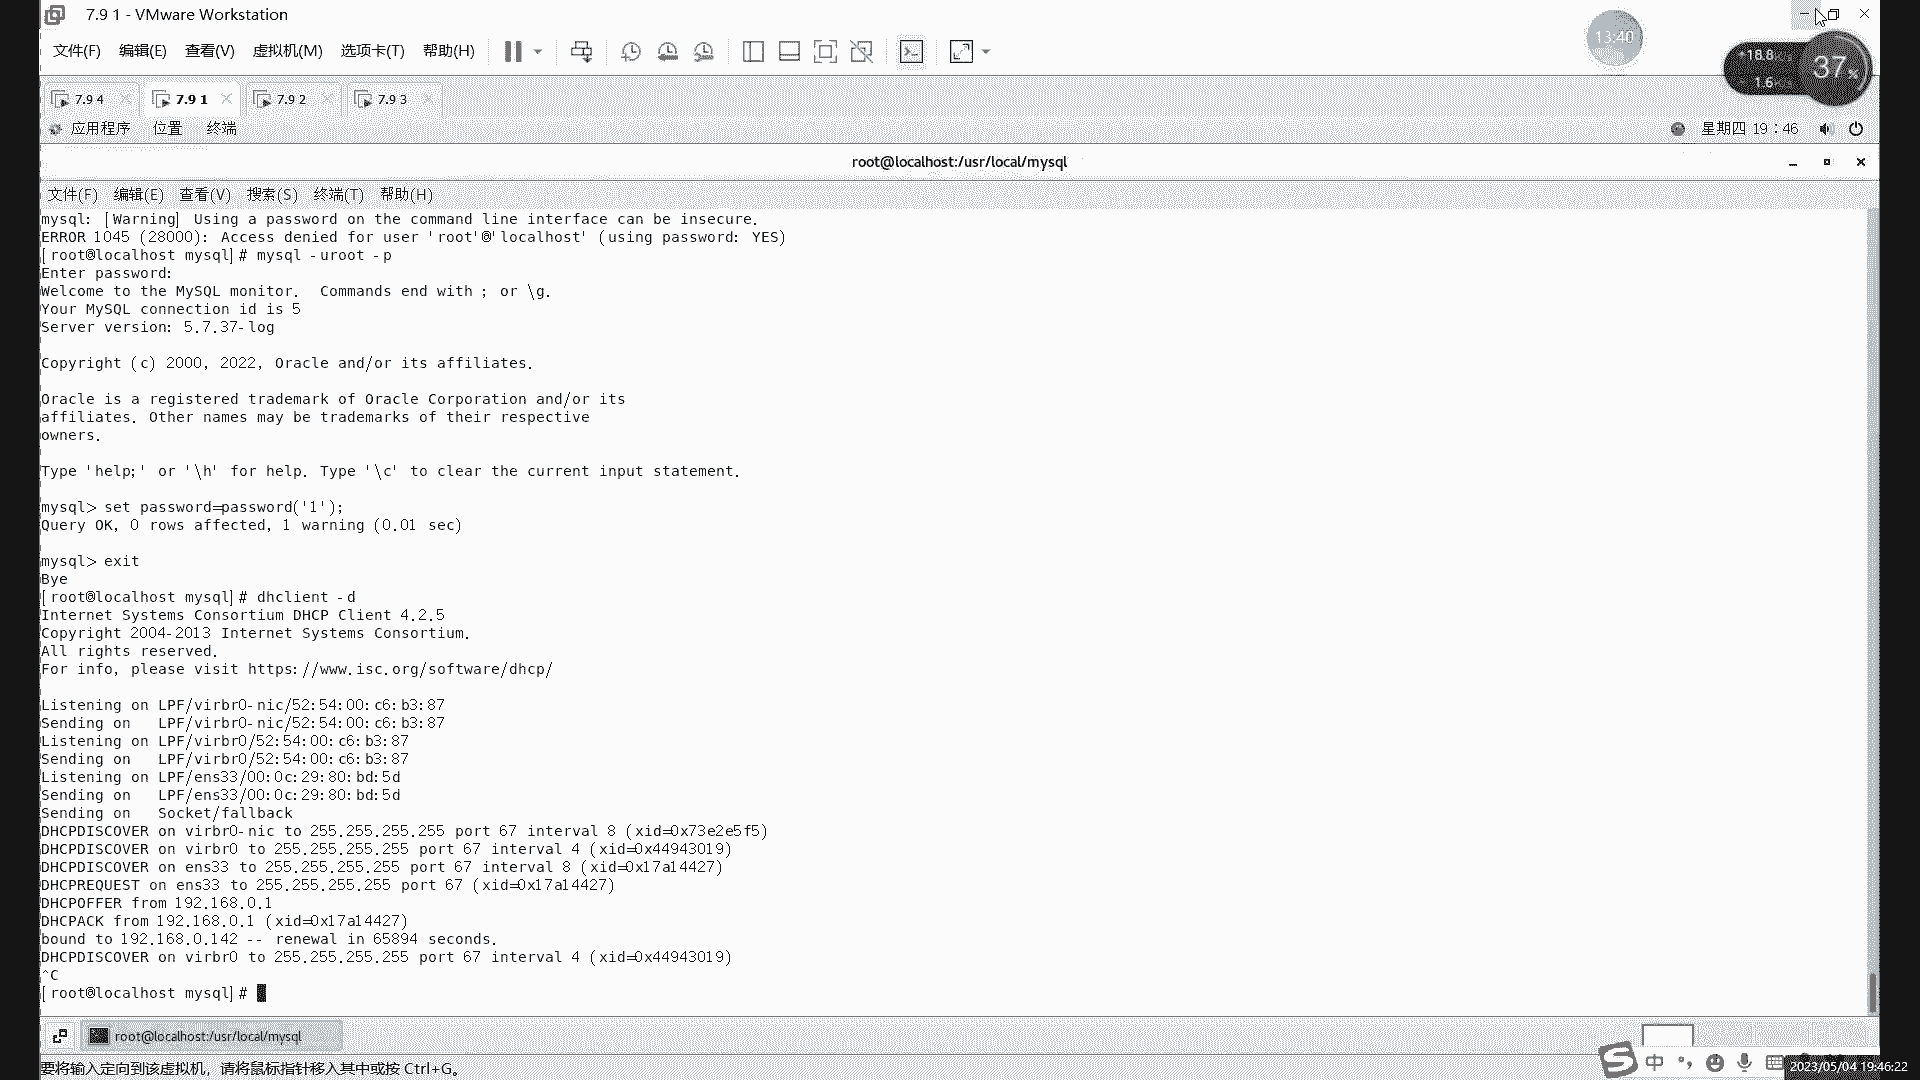 7.9 1 - VMware Workstation
文件(F) 编辑(E) 查看(V) 虚拟机(M) 选项卡(T) 帮助(H)
13:40
18.8
1.6
37%
7.9 4 7.9 1 7.9 2 7.9 3
应用程序 位置 终端 星期四 19：46
root@localhost:/usr/local/mysql
文件(F) 编辑(E) 查看(V) 搜索(S) 终端(T) 帮助(H)
mysql: [Warning] Using a password on the command line interface can be insecure.
ERROR 1045 (28000): Access denied for user 'root'@'localhost' (using password: YES)
[root@localhost mysql]# mysql -uroot -p
Enter password:
Welcome to the MySQL monitor.  Commands end with ; or \g.
Your MySQL connection id is 5
Server version: 5.7.37-log
Copyright (c) 2000, 2022, Oracle and/or its affiliates.
Oracle is a registered trademark of Oracle Corporation and/or its
affiliates. Other names may be trademarks of their respective
owners.
Type 'help;' or '\h' for help. Type '\c' to clear the current input statement.
mysql> set password=password('1');
Query OK, 0 rows affected, 1 warning (0.01 sec)
mysql> exit
Bye
[root@localhost mysql]# dhclient -d
Internet Systems Consortium DHCP Client 4.2.5
Copyright 2004-2013 Internet Systems Consortium.
All rights reserved.
For info, please visit https://www.isc.org/software/dhcp/
Listening on LPF/virbr0-nic/52:54:00:c6:b3:87
Sending on   LPF/virbr0-nic/52:54:00:c6:b3:87
Listening on LPF/virbr0/52:54:00:c6:b3:87
Sending on   LPF/virbr0/52:54:00:c6:b3:87
Listening on LPF/ens33/00:0c:29:80:bd:5d
Sending on   LPF/ens33/00:0c:29:80:bd:5d
Sending on   Socket/fallback
DHCPDISCOVER on virbr0-nic to 255.255.255.255 port 67 interval 8 (xid=0x73e2e5f5)
DHCPDISCOVER on virbr0 to 255.255.255.255 port 67 interval 4 (xid=0x44943019)
DHCPDISCOVER on ens33 to 255.255.255.255 port 67 interval 8 (xid=0x17a14427)
DHCPREQUEST on ens33 to 255.255.255.255 port 67 (xid=0x17a14427)
DHCPOFFER from 192.168.0.1
DHCPACK from 192.168.0.1 (xid=0x17a14427)
bound to 192.168.0.142 -- renewal in 65894 seconds.
DHCPDISCOVER on virbr0 to 255.255.255.255 port 67 interval 4 (xid=0x44943019)
^C
[root@localhost mysql]#
root@localhost:/usr/local/mysql
要将输入定向到该虚拟机，请将鼠标指针移入其中或按 Ctrl+G。
中
2023/05/04 19:46:22